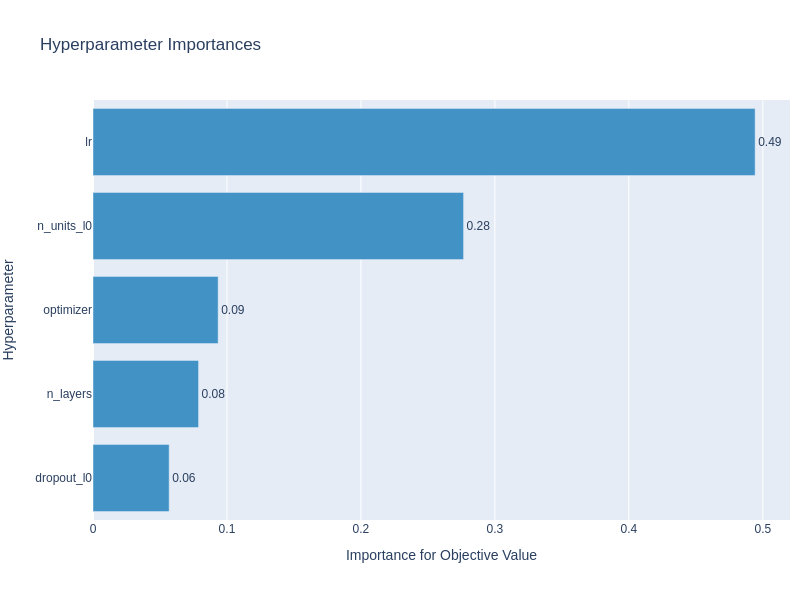 Hyperparameter Importances
Hyperparameter
lr
0.49
n_units_l0
0.28
optimizer
0.09
n_layers
0.08
dropout_l0
0.06
0 0.1 0.2 0.3 0.4 0.5
Importance for Objective Value